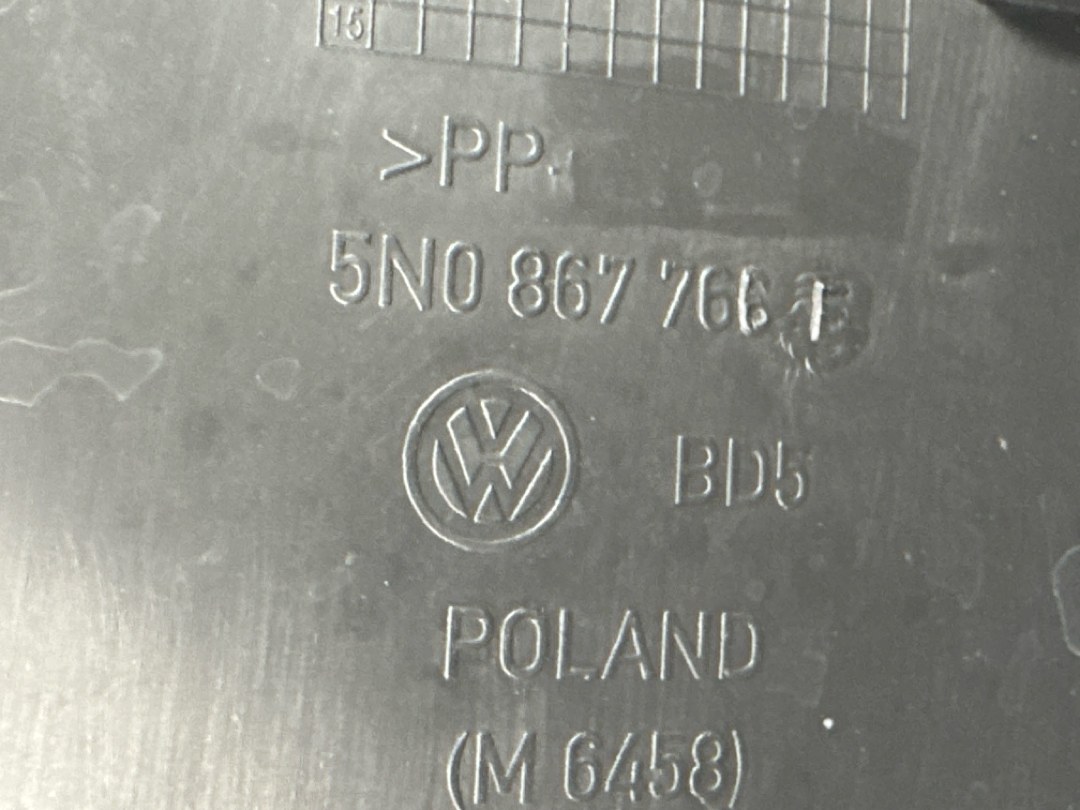 15
>PP
5N0 867 766 F
BD5
POLAND
(M 6458)